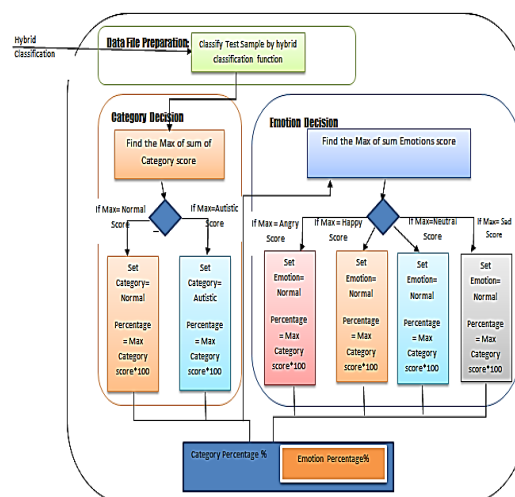 Hybrid
Classification
Data File Preparation:
Classify Test Sample by hybrid
classification function
Category Decision
Find the Max of sum of
Category score
If Max= Normal
Score
If Max=Autistic
Score
Set
Category=
Normal
Percentage
= Max
Category
score*100
Set
Category=
Autistic
Percentage
= Max
Category
score*100
Emotion Decision
Find the Max of sum Emotions score
If Max= Angry
Score
If Max= Happy
Score
If Max=Neutral
Score
If Max= Sad
Score
Set
Emotion=
Normal
Percentage
= Max
Category
score*100
Set
Emotion=
Normal
Percentage
= Max
Category
score*100
Set
Emotion=
Normal
Percentage
= Max
Category
score*100
Set
Emotion=
Normal
Percentage
= Max
Category
score*100
Category Percentage %
Emotion Percentage%